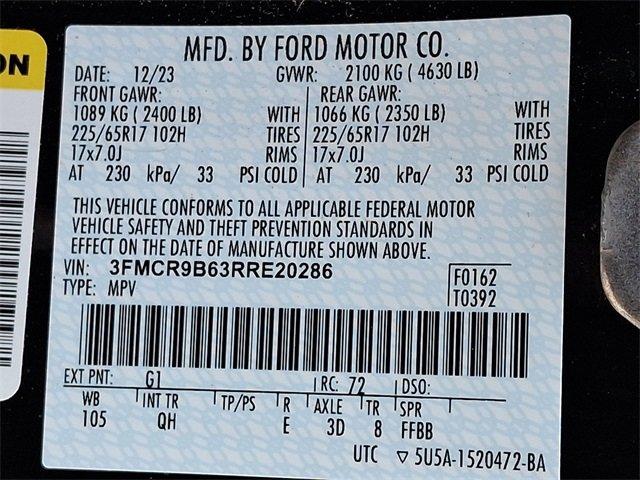 ON
MFD. BY FORD MOTOR CO.
DATE: 12/23 GVWR: 2100 KG ( 4630 LB)
FRONT GAWR: REAR GAWR:
1089 KG ( 2400 LB) WITH 1066 KG ( 2350 LB) WITH
225/65R17 102H TIRES 225/65R17 102H TIRES
17x7.0J RIMS 17x7.0J RIMS
AT 230 kPa/ 33 PSI COLD AT 230 kPa/ 33 PSI COLD
THIS VEHICLE CONFORMS TO ALL APPLICABLE FEDERAL MOTOR
VEHICLE SAFETY AND THEFT PREVENTION STANDARDS IN
EFFECT ON THE DATE OF MANUFACTURE SHOWN ABOVE.
VIN: 3FMCR9B63RRE20286 F0162
TYPE: MPV T0392
EXT PNT: G1 RC: 72 DSO:
WB INT TR TP/PS R AXLE TR SPR
105 QH E 3D 8 FFBB
UTC ▽ 5U5A-1520472-BA